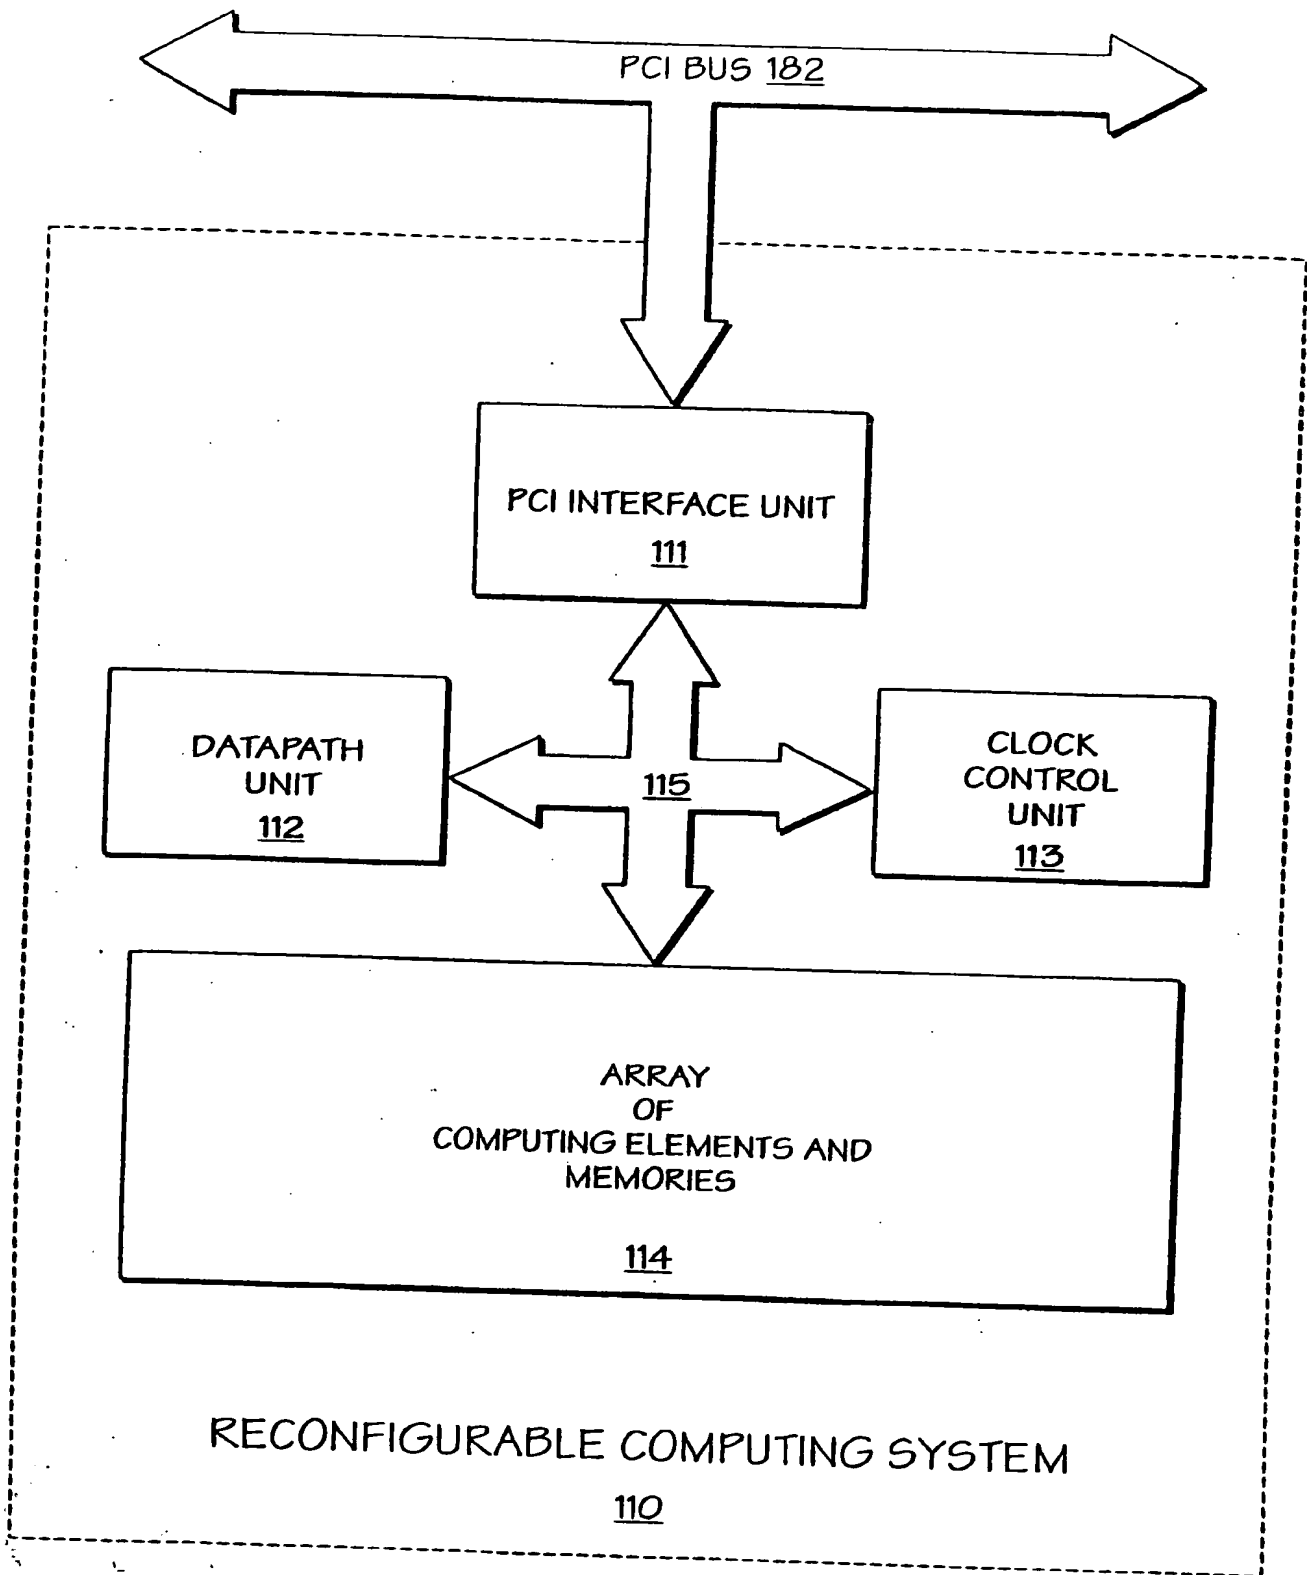 PCI BUS 182
PCI INTERFACE UNIT
111
DATAPATH
UNIT
112
115
CLOCK
CONTROL
UNIT
113
ARRAY
OF
COMPUTING ELEMENTS AND
MEMORIES
114
RECONFIGURABLE COMPUTING SYSTEM
110